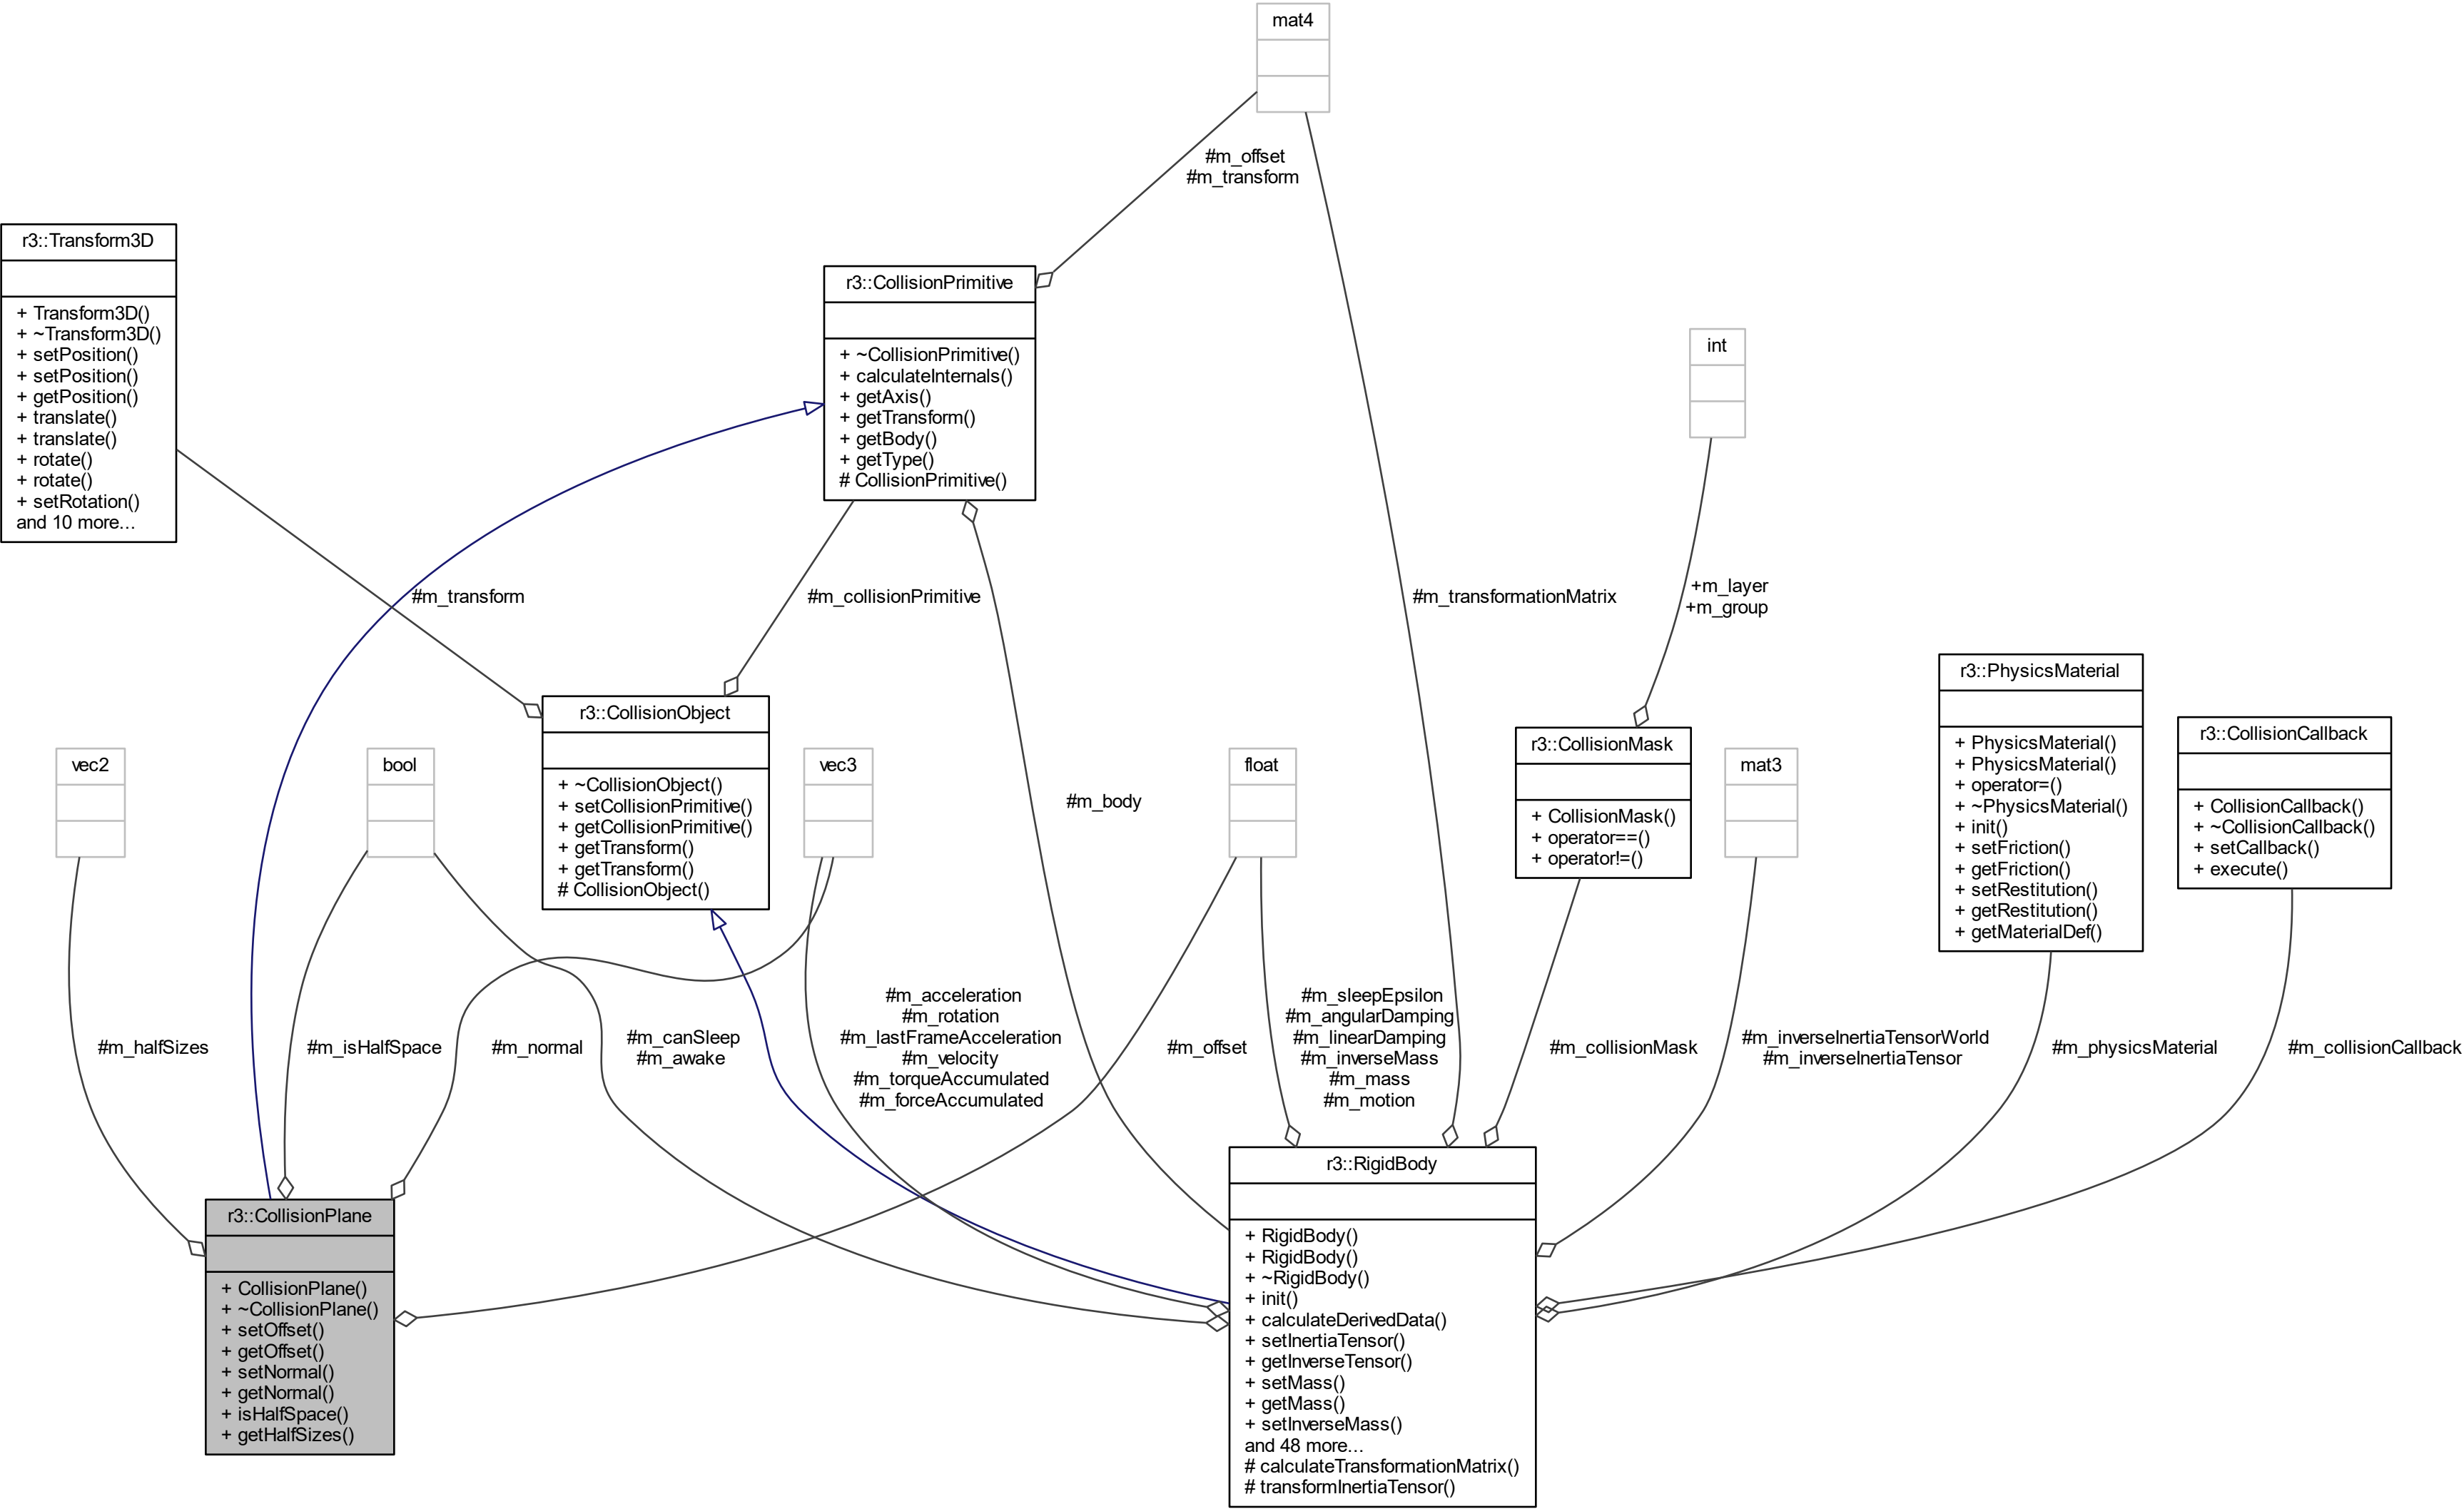 mat4
#m_offset
#m_transform
r3::Transform3D
+ Transform3D()
+ ~Transform3D()
+ setPosition()
+ setPosition()
+ getPosition()
+ translate()
+ translate()
+ rotate()
+ rotate()
+ setRotation()
and 10 more...
r3::CollisionPrimitive
+ ~CollisionPrimitive()
+ calculateInternals()
+ getAxis()
+ getTransform()
+ getBody()
+ getType()
# CollisionPrimitive()
int
#m_transform
#m_collisionPrimitive
#m_transformationMatrix
+m_layer
+m_group
r3::CollisionObject
+ ~CollisionObject()
+ setCollisionPrimitive()
+ getCollisionPrimitive()
+ getTransform()
+ getTransform()
# CollisionObject()
#m_body
r3::CollisionMask
+ CollisionMask()
+ operator==()
+ operator!=()
r3::PhysicsMaterial
+ PhysicsMaterial()
+ PhysicsMaterial()
+ operator=()
+ ~PhysicsMaterial()
+ init()
+ setFriction()
+ getFriction()
+ setRestitution()
+ getRestitution()
+ getMaterialDef()
r3::CollisionCallback
+ CollisionCallback()
+ ~CollisionCallback()
+ setCallback()
+ execute()
vec2
bool
vec3
float
mat3
#m_halfSizes
#m_isHalfSpace
#m_normal
#m_canSleep
#m_awake
#m_acceleration
#m_rotation
#m_lastFrameAcceleration
#m_velocity
#m_torqueAccumulated
#m_forceAccumulated
#m_offset
#m_sleepEpsilon
#m_angularDamping
#m_linearDamping
#m_inverseMass
#m_mass
#m_motion
#m_collisionMask
#m_inverseInertiaTensorWorld
#m_inverseInertiaTensor
#m_physicsMaterial
#m_collisionCallback
r3::CollisionPlane
+ CollisionPlane()
+ ~CollisionPlane()
+ setOffset()
+ getOffset()
+ setNormal()
+ getNormal()
+ isHalfSpace()
+ getHalfSizes()
r3::RigidBody
+ RigidBody()
+ RigidBody()
+ ~RigidBody()
+ init()
+ calculateDerivedData()
+ setInertiaTensor()
+ getInverseTensor()
+ setMass()
+ getMass()
+ setInverseMass()
and 48 more...
# calculateTransformationMatrix()
# transformInertiaTensor()